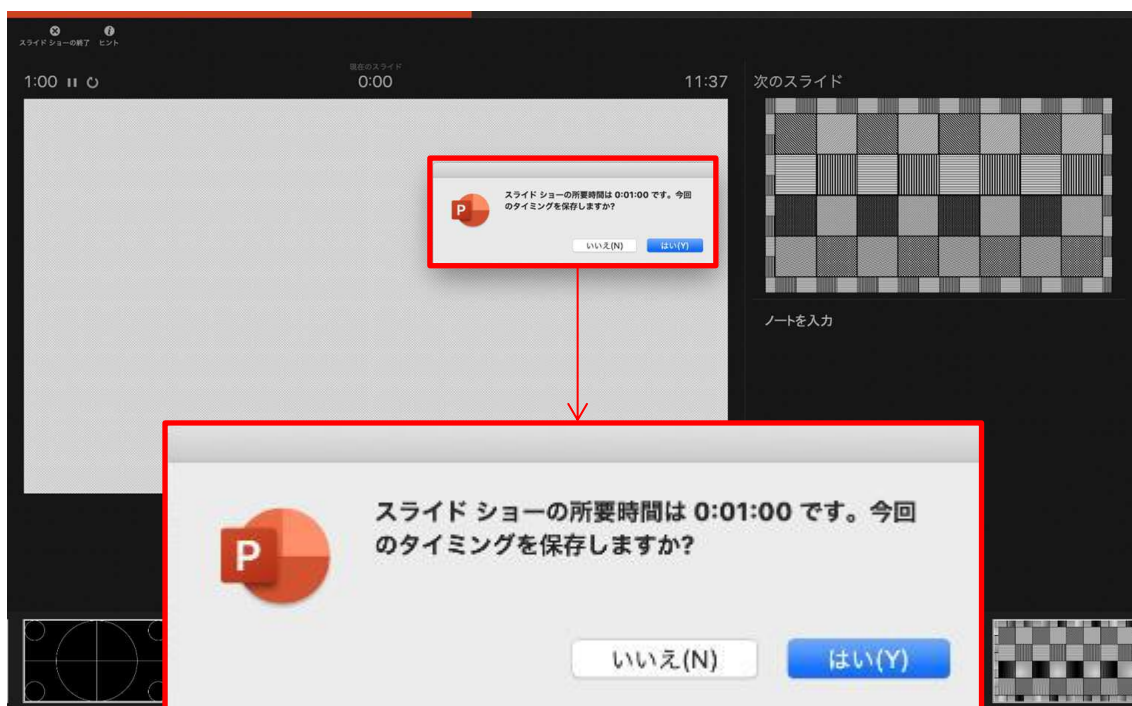 スライド ショーの終了 ヒント
現在のスライド
1:00 0:00 11:37 次のスライド
スライド ショーの所要時間は 0:01:00 です。今回
のタイミングを保存しますか?
P
いいえ(N) はい(Y)
ノートを入力
スライド ショーの所要時間は 0:01:00 です。今回
のタイミングを保存しますか?
P
いいえ(N) はい(Y)